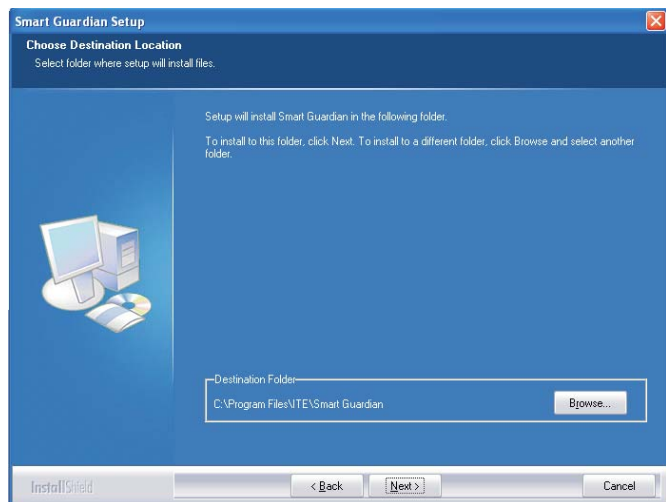 Smart Guardian Setup
Choose Destination Location
Select folder where setup will install files.
Setup will install Smart Guardian in the following folder.
To install to this folder, click Next. To install to a different folder, click Browse and select another
folder.
Destination Folder
C:\Program Files\ITE\Smart Guardian
Browse...
InstallShield
< Back
Next >
Cancel